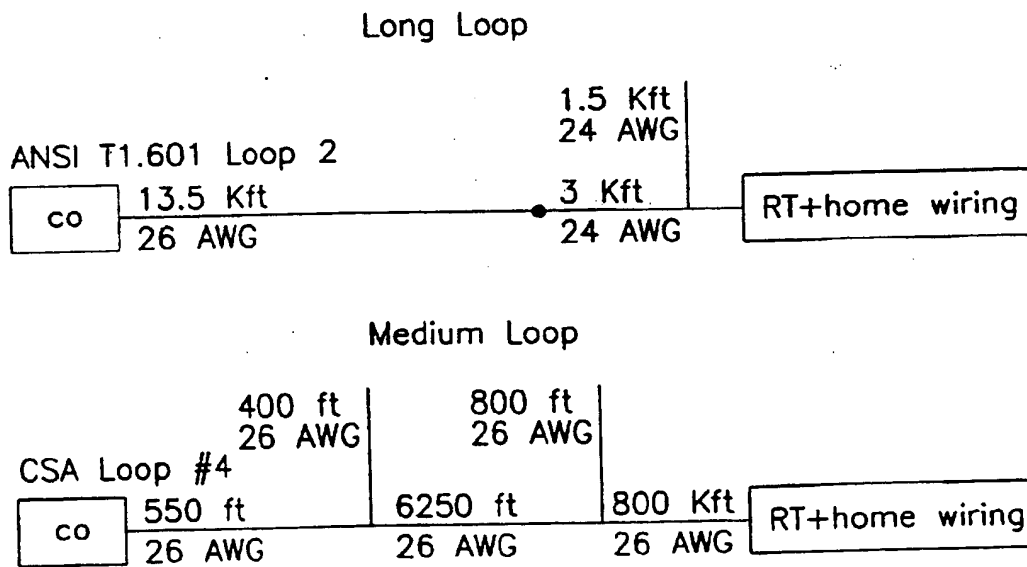 Long Loop
1.5 Kft
24 AWG
ANSI T1.601 Loop 2
co
13.5 Kft
26 AWG
3 Kft
24 AWG
RT+home wiring
Medium Loop
400 ft
26 AWG
800 ft
26 AWG
CSA Loop #4
co
550 ft
26 AWG
6250 ft
26 AWG
800 Kft
26 AWG
RT+home wiring